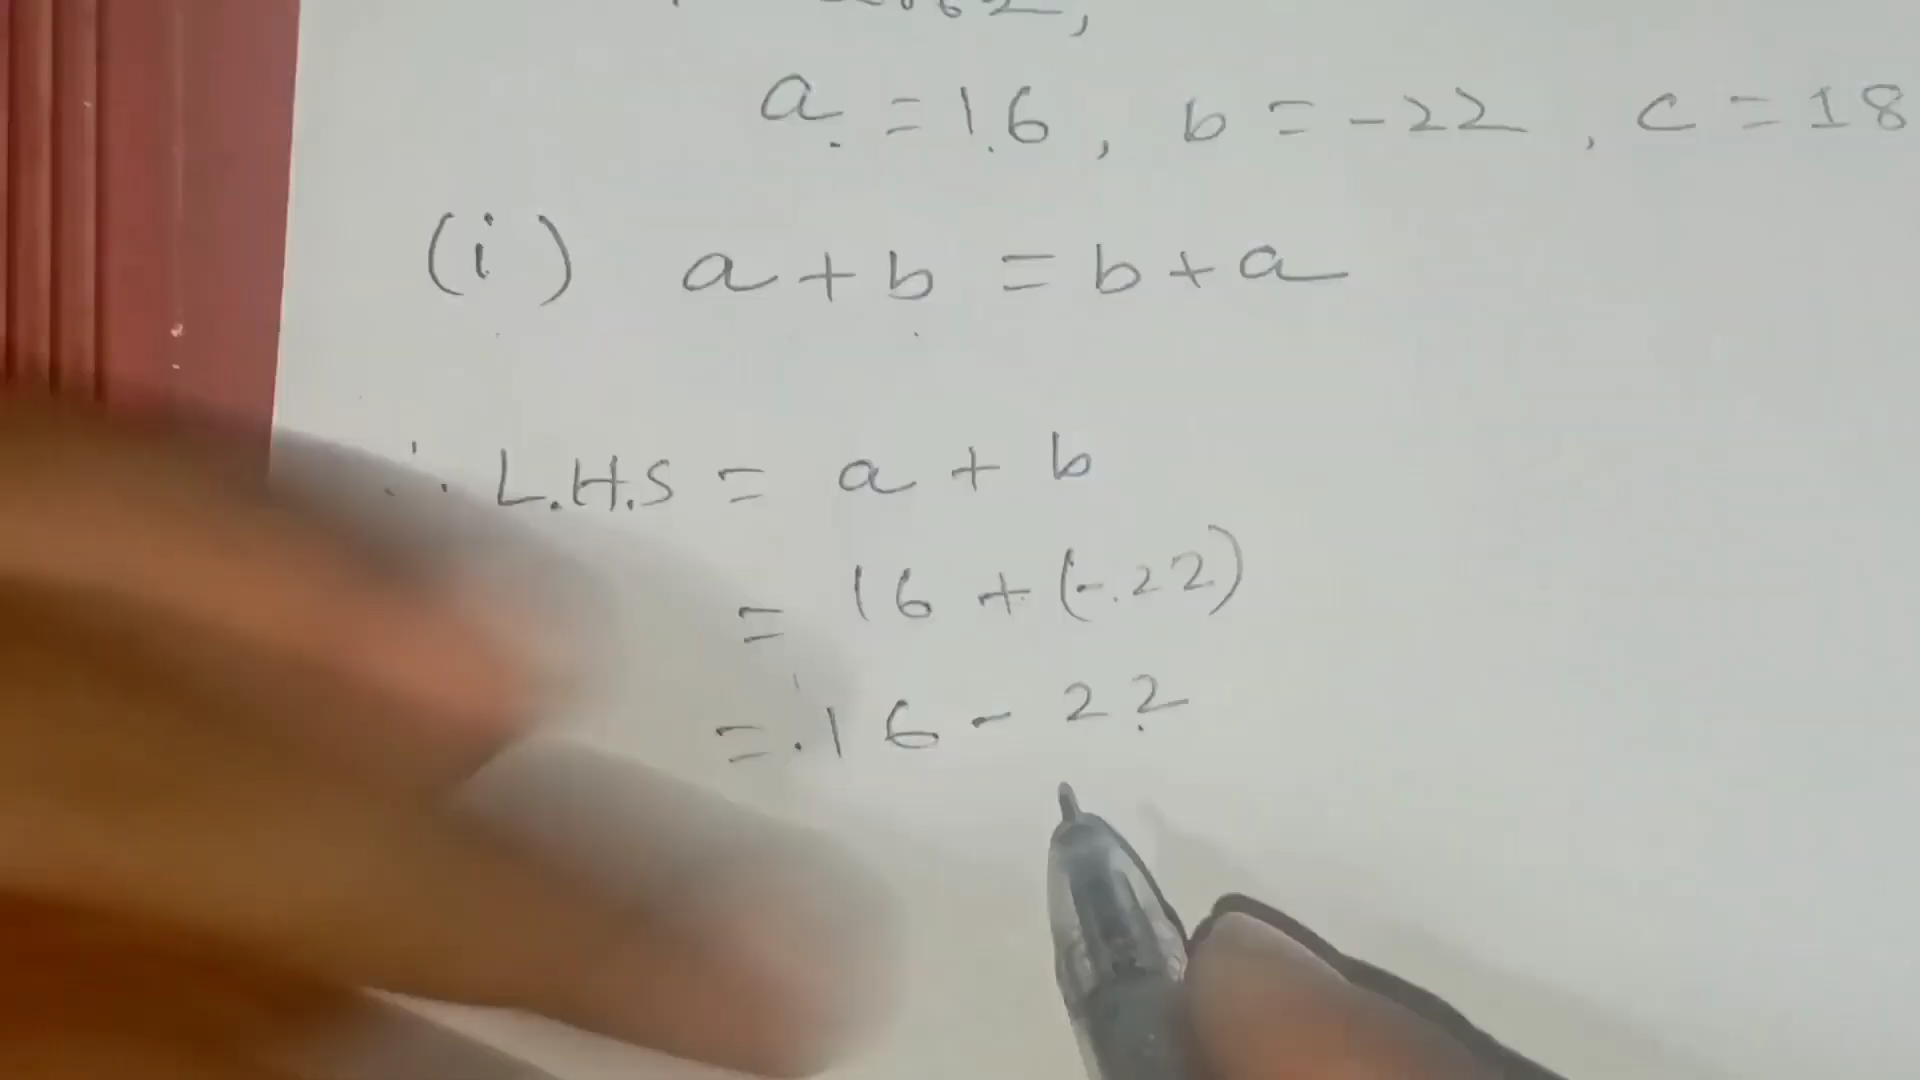 a = 16, b = -22, c = 18
(i) a + b = b + a
∴ L.H.S = a + b
= 16 + (-22)
= 16 - 22